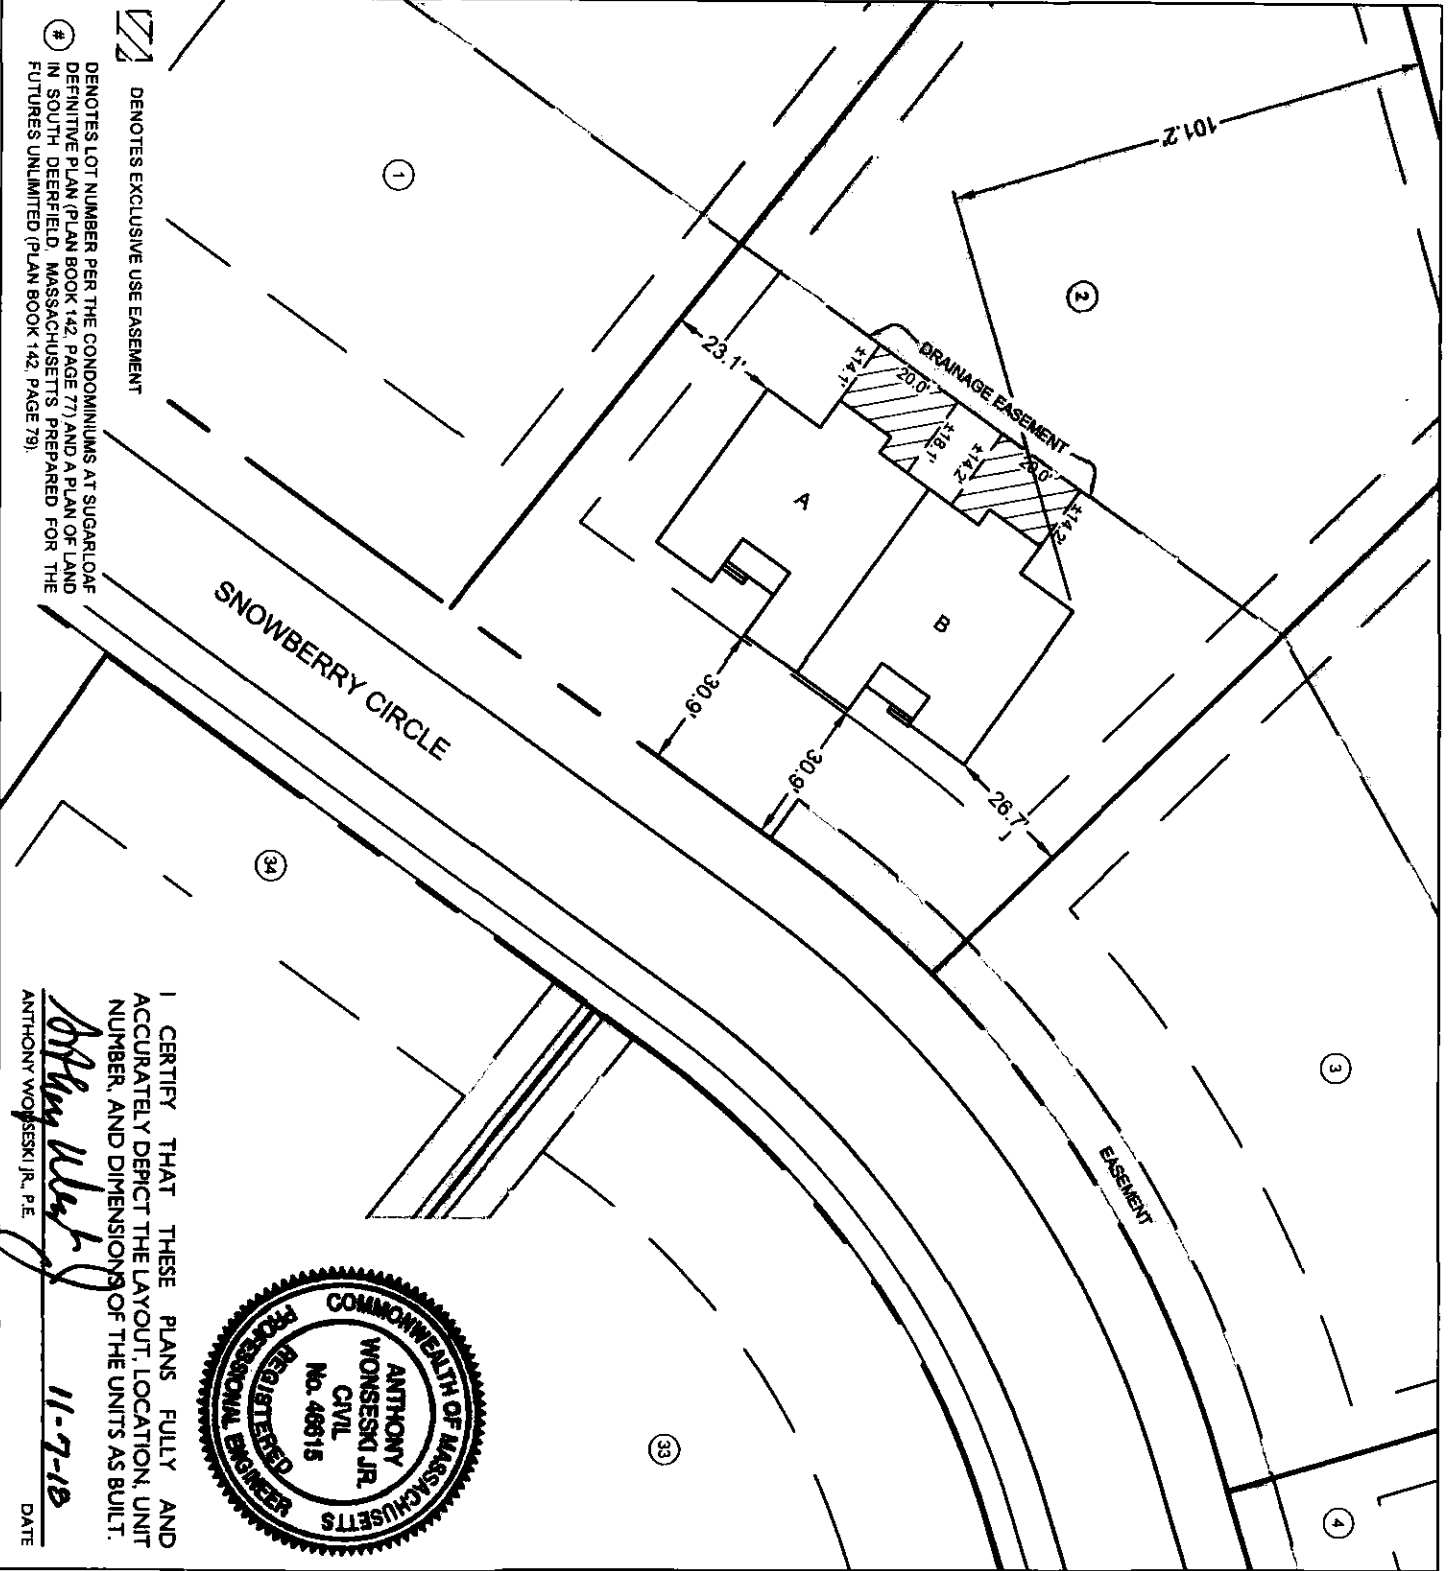 101.2'
2
1
DRAINAGE EASEMENT
23.1'
±14.1'
20.0'
±18.1'
±14.2'
20.0'
±14.2'
A
B
30.9'
30.9'
26.7'
SNOWBERRY CIRCLE
EASEMENT
3
4
34
33
DENOTES EXCLUSIVE USE EASEMENT
#
DENOTES LOT NUMBER PER THE CONDOMINIUMS AT SUGARLOAF
DEFINITIVE PLAN (PLAN BOOK 142, PAGE 77) AND A PLAN OF LAND
IN SOUTH DEERFIELD, MASSACHUSETTS PREPARED FOR THE
FUTURES UNLIMITED (PLAN BOOK 142, PAGE 79).
I CERTIFY THAT THESE PLANS FULLY AND
ACCURATELY DEPICT THE LAYOUT, LOCATION, UNIT
NUMBER, AND DIMENSIONS OF THE UNITS AS BUILT.
11-7-18
ANTHONY WONSESKI JR., P.E.
DATE
COMMONWEALTH OF MASSACHUSETTS
ANTHONY
WONSESKI JR.
CIVIL
No. 46615
REGISTERED
PROFESSIONAL ENGINEER